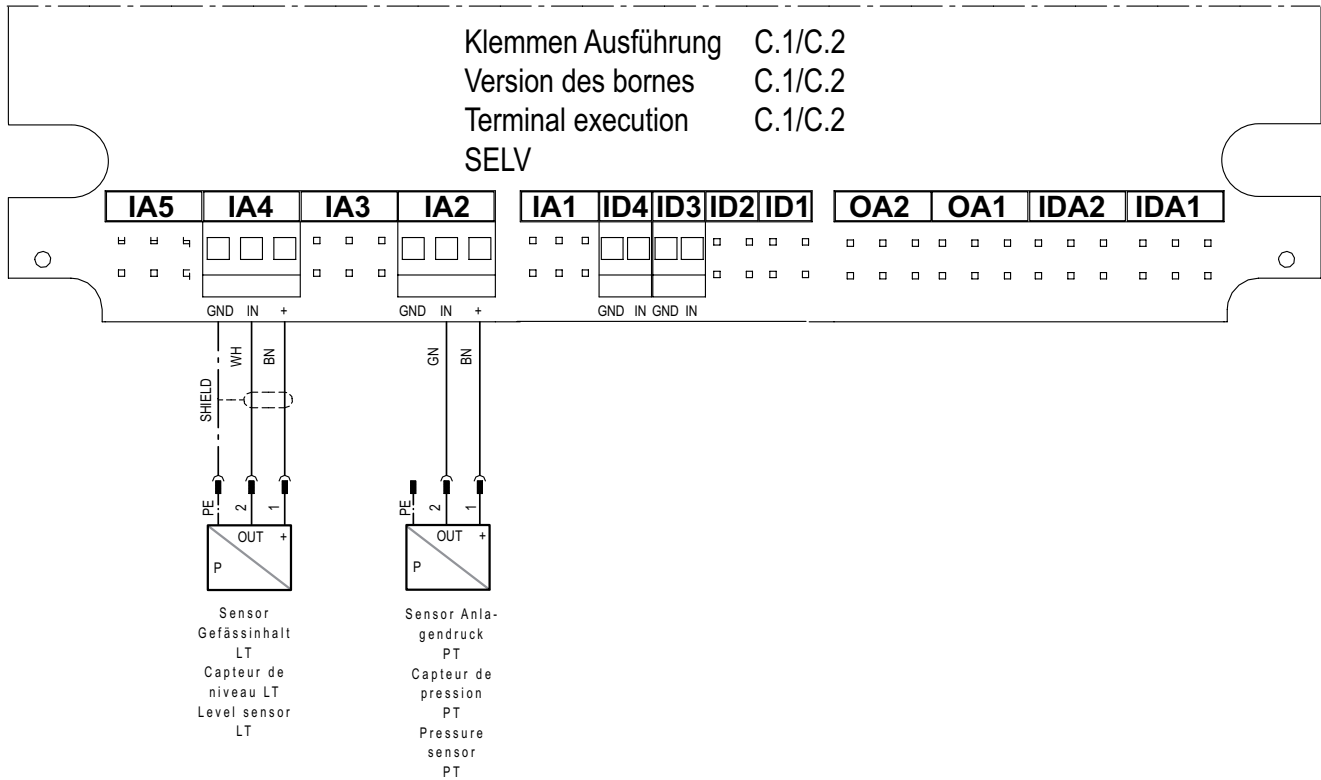 Klemmen Ausführung C.1/C.2
Version des bornes C.1/C.2
Terminal execution C.1/C.2
SELV
IA5 IA4 IA3 IA2 IA1 ID4 ID3 ID2 ID1 OA2 OA1 IDA2 IDA1
GND IN + GND IN + GND IN GND IN
SHIELD WH BN GN BN
PE 2 1 PE 2 1
OUT + OUT +
P P
Sensor
Gefässinhalt
LT
Capteur de
niveau LT
Level sensor
LT
Sensor Anla-
gendruck
PT
Capteur de
pression
PT
Pressure
sensor
PT